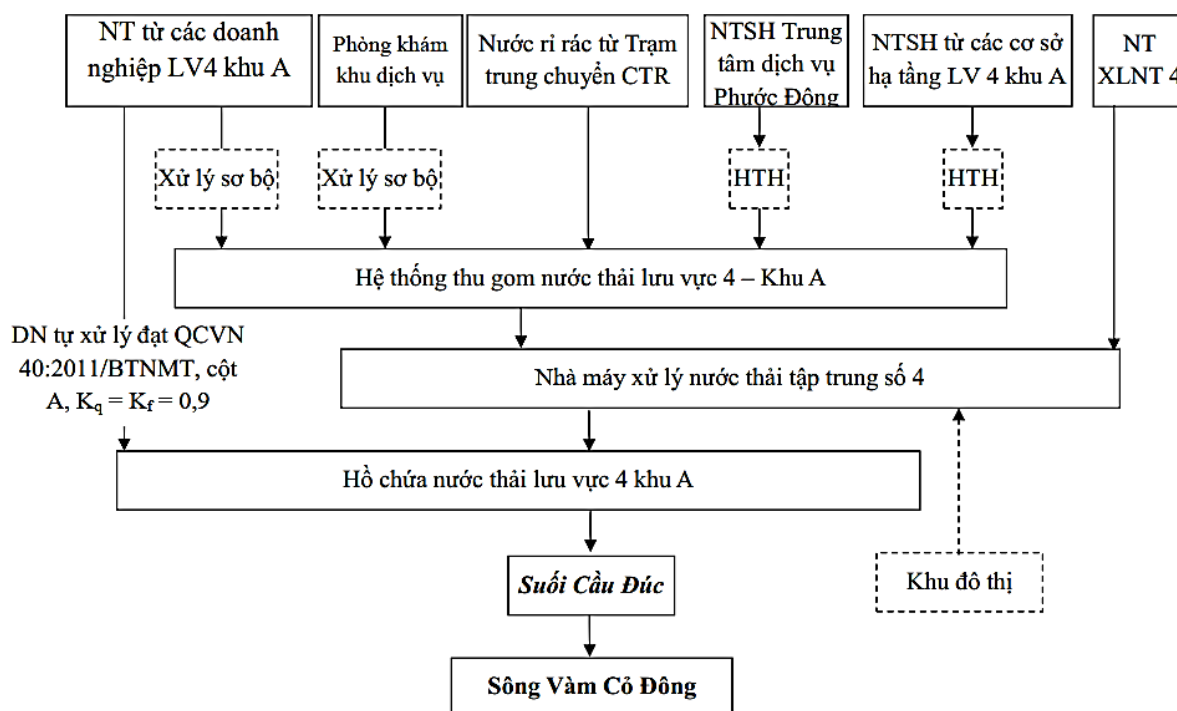 NT từ các doanh
nghiệp LV4 khu A
Phòng khám
khu dịch vụ
Nước rỉ rác từ Trạm
trung chuyển CTR
NTSH Trung
tâm dịch vụ
Phước Đông
NTSH từ các cơ sở
hạ tầng LV 4 khu A
NT
XLNT 4
Xử lý sơ bộ
Xử lý sơ bộ
HTH
HTH
Hệ thống thu gom nước thải lưu vực 4 – Khu A
DN tự xử lý đạt QCVN
40:2011/BTNMT, cột
A, Kq = Kf = 0,9
Nhà máy xử lý nước thải tập trung số 4
Hồ chứa nước thải lưu vực 4 khu A
Suối Cầu Đúc
Khu đô thị
Sông Vàm Cỏ Đông